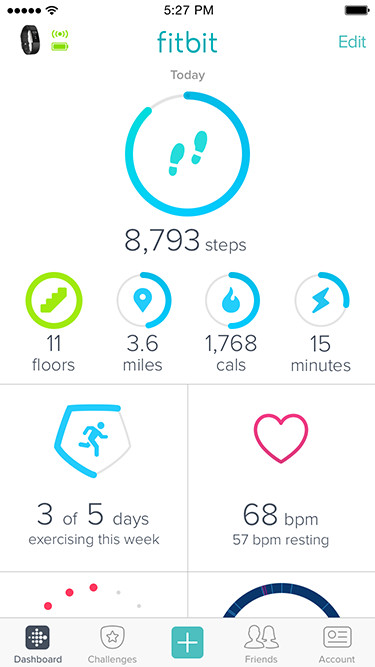 5:27 PM
fitbit
Edit
Today
8,793 steps
11
floors
3.6
miles
1,768
cals
15
minutes
3 of 5 days
exercising this week
68 bpm
57 bpm resting
Dashboard
Challenges
Friends
Account